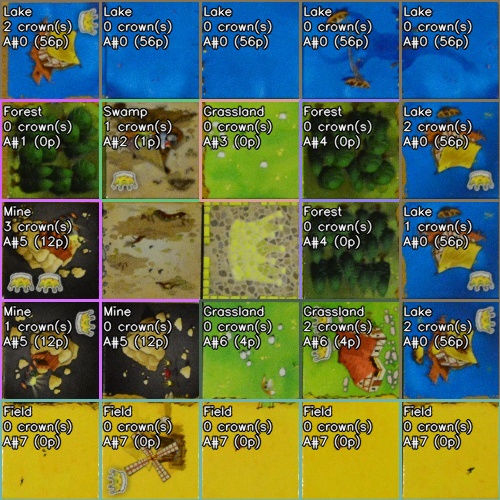 Lake
2 crown(s)
A#0 (56p)
Lake
0 crown(s)
A#0 (56p)
Lake
0 crown(s)
A#0 (56p)
Lake
0 crown(s)
A#0 (56p)
Lake
0 crown(s)
A#0 (56p)
Forest
0 crown(s)
A#1 (0p)
Swamp
1 crown(s)
A#2 (1p)
Grassland
0 crown(s)
A#3 (0p)
Forest
0 crown(s)
A#4 (0p)
Lake
2 crown(s)
A#0 (56p)
Mine
3 crown(s)
A#5 (12p)
Forest
0 crown(s)
A#4 (0p)
Lake
1 crown(s)
A#0 (56p)
Mine
1 crown(s)
A#5 (12p)
Mine
0 crown(s)
A#5 (12p)
Grassland
0 crown(s)
A#6 (4p)
Grassland
2 crown(s)
A#6 (4p)
Lake
2 crown(s)
A#0 (56p)
Field
0 crown(s)
A#7 (0p)
Field
0 crown(s)
A#7 (0p)
Field
0 crown(s)
A#7 (0p)
Field
0 crown(s)
A#7 (0p)
Field
0 crown(s)
A#7 (0p)